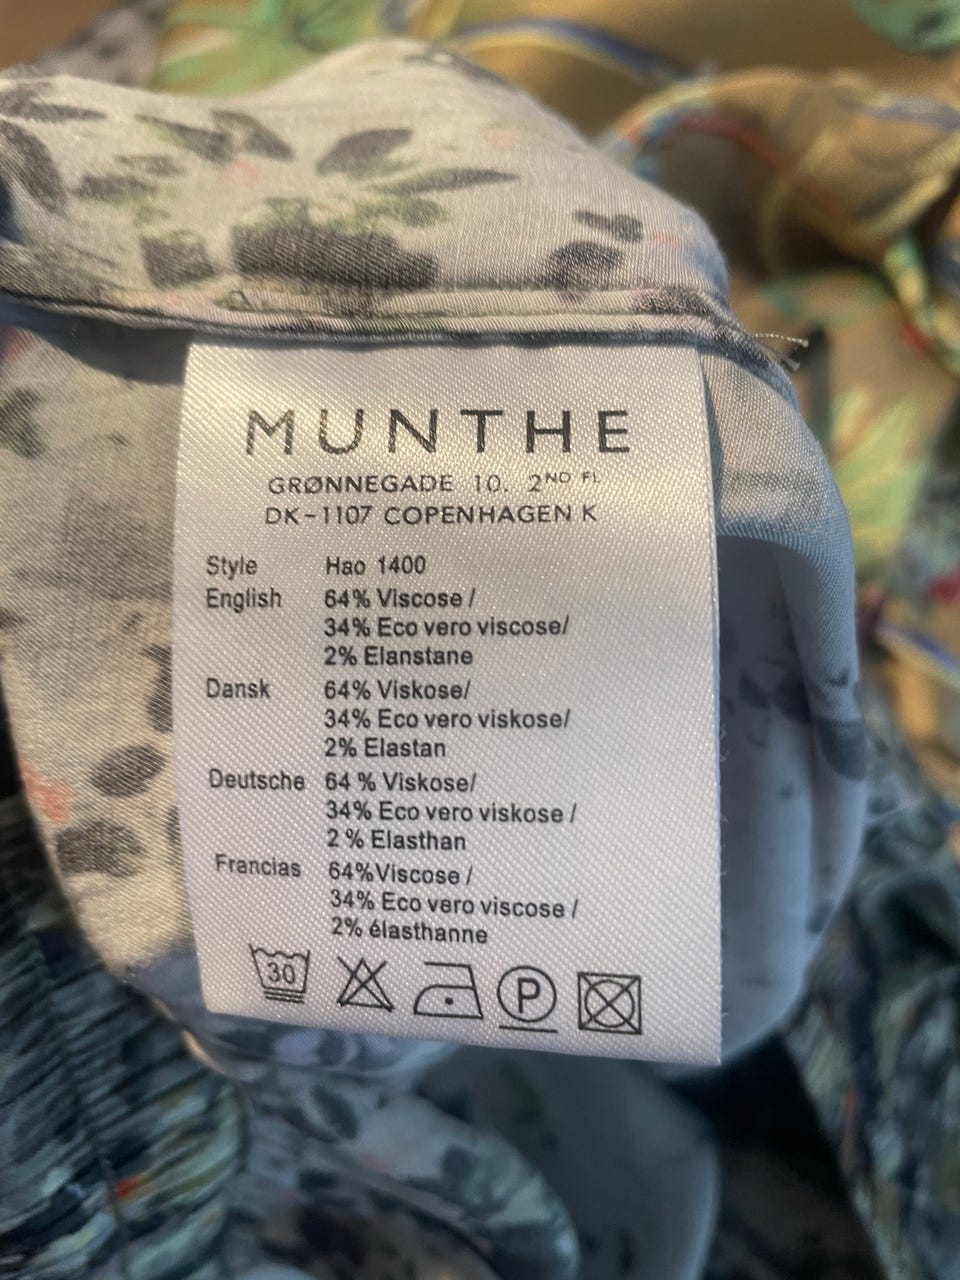 MUNTHE
GRØNNEGADE 10. 2ND FL
DK-1107 COPENHAGEN K
Style Hao 1400
English 64% Viscose /
34% Eco vero viscose/
2% Elanstane
Dansk 64% Viskose/
34% Eco vero viskose/
2% Elastan
Deutsche 64 % Viskose/
34% Eco vero viskose /
2 % Elasthan
Francias 64%Viscose /
34% Eco vero viscose /
2% élasthanne
30 P